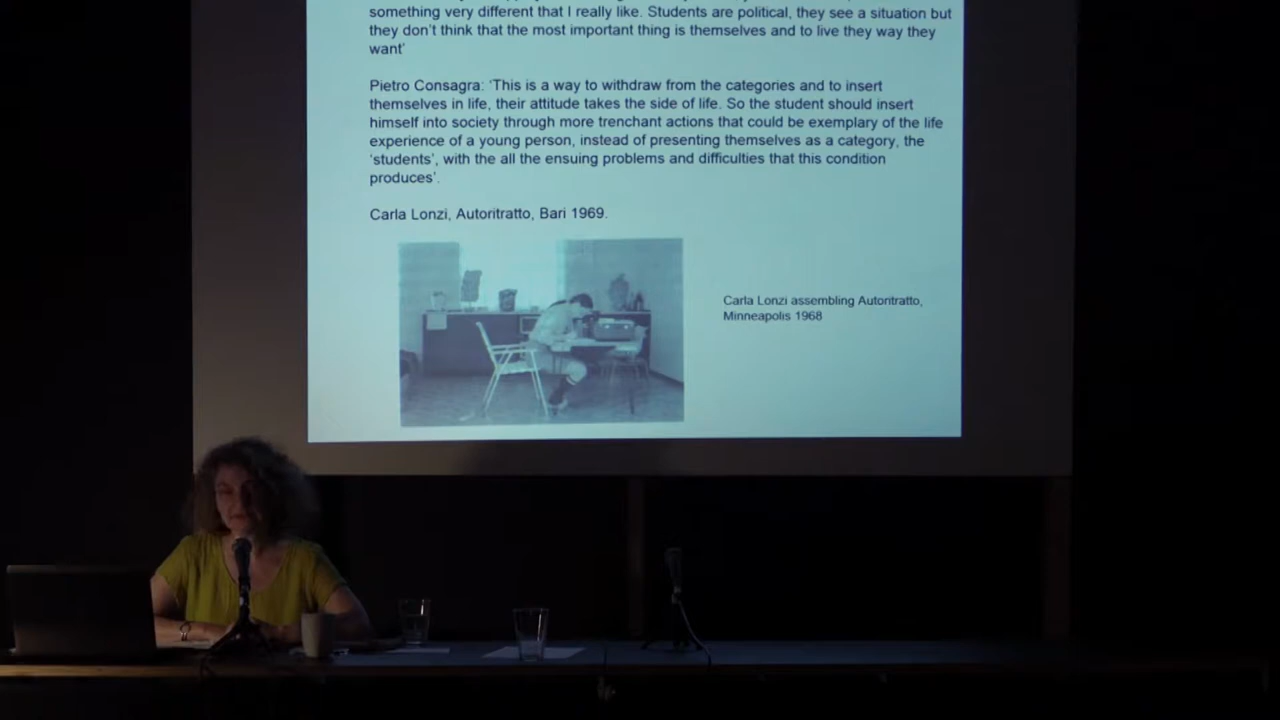 something very different that I really like. Students are political, they see a situation but
they don't think that the most important thing is themselves and to live they way they
want'
Pietro Consagra: 'This is a way to withdraw from the categories and to insert
themselves in life, their attitude takes the side of life. So the student should insert
himself into society through more trenchant actions that could be exemplary of the life
experience of a young person, instead of presenting themselves as a category, the
'students', with the all the ensuing problems and difficulties that this condition
produces'.
Carla Lonzi, Autoritratto, Bari 1969.
Carla Lonzi assembling Autoritratto,
Minneapolis 1968